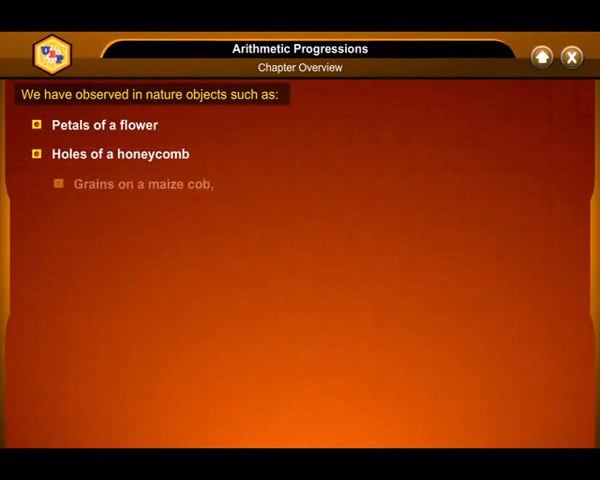 Arithmetic Progressions
Chapter Overview
We have observed in nature objects such as:
Petals of a flower
Holes of a honeycomb
Grains on a maize cob,